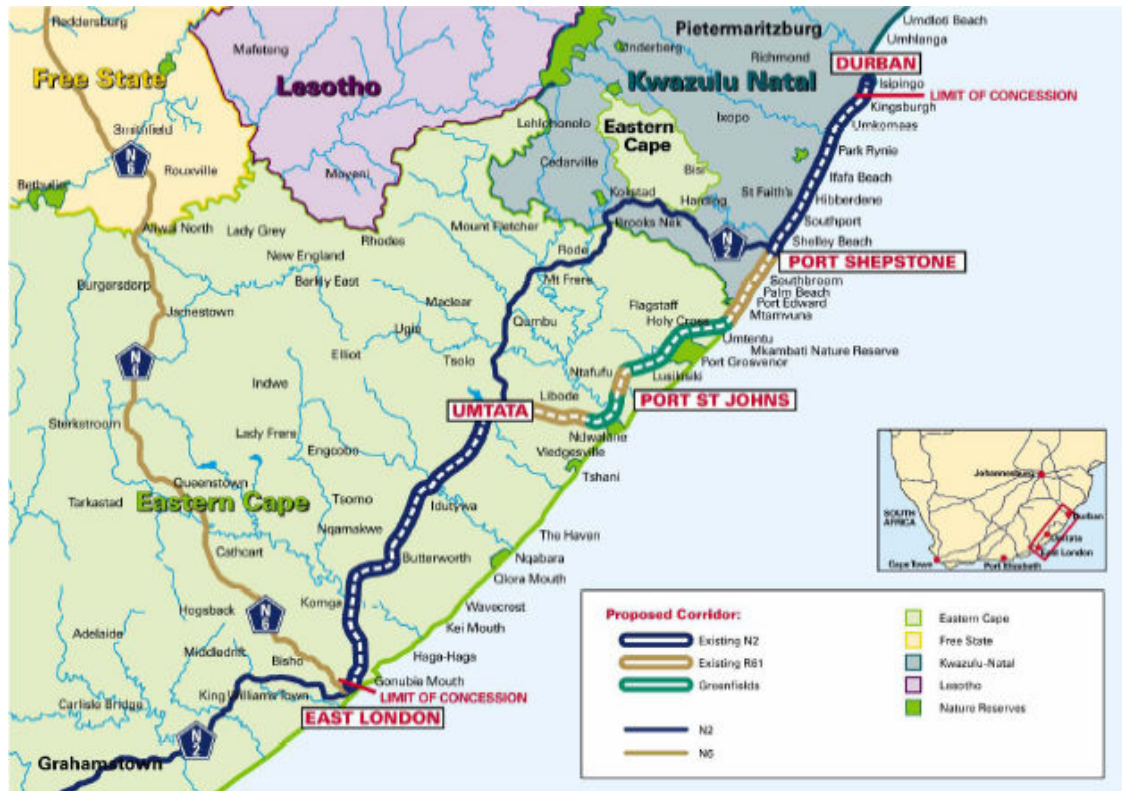 Reddersburg
Umdloti Beach
Pietermaritzburg
Umhlanga
Mafeteng
Underberg
Richmond
DURBAN
Free State
Lesotho
Kwazulu Natal
Isipingo
LIMIT OF CONCESSION
Kingsburgh
Smithfield
Lehlohonolo
Eastern
Cape
Ixopo
Umkomaas
N
6
Rouxville
Moyeni
Cedarville
Park Rynie
Bisi
Ifafa Beach
Bethulie
Kokstad
Harding
St Faith's
Hibberdene
Aliwal North
Lady Grey
Rhodes
Mount Fletcher
Brooks Nek
Southport
New England
Rode
N
2
Shelley Beach
PORT SHEPSTONE
Burgersdorp
Barkly East
Mt Frere
Southbroom
Palm Beach
Port Edward
Jamestown
Maclear
Flagstaff
Mtamvuna
Ugie
Qumbu
Holy Cross
N
6
Elliot
Tsolo
Umtentu
Mkambati Nature Reserve
Port Grosvenor
Indwe
Ntafufu
Lusikisiki
Libode
PORT ST JOHNS
UMTATA
Sterkstroom
Lady Frere
Ndwalane
Engcobo
Viedgesville
Queenstown
Tshani
Johannesburg
Tarkastad
Eastern Cape
Tsomo
Idutywa
SOUTH
AFRICA
Durban
Nqamakwe
The Haven
Umtata
East London
Cathcart
Butterworth
Nqabara
Cape Town
Port Elizabeth
Qlora Mouth
Hogsback
N
6
Komga
Wavecrest
Proposed Corridor:
Existing N2
Eastern Cape
Adelaide
Kei Mouth
Free State
Middledrift
Bisho
Haga-Haga
Existing R61
Kwazulu-Natal
Gonubie Mouth
Greenfields
Lesotho
King Williams Town
LIMIT OF CONCESSION
Carlisle Bridge
Nature Reserves
EAST LONDON
N2
N
2
N6
Grahamstown